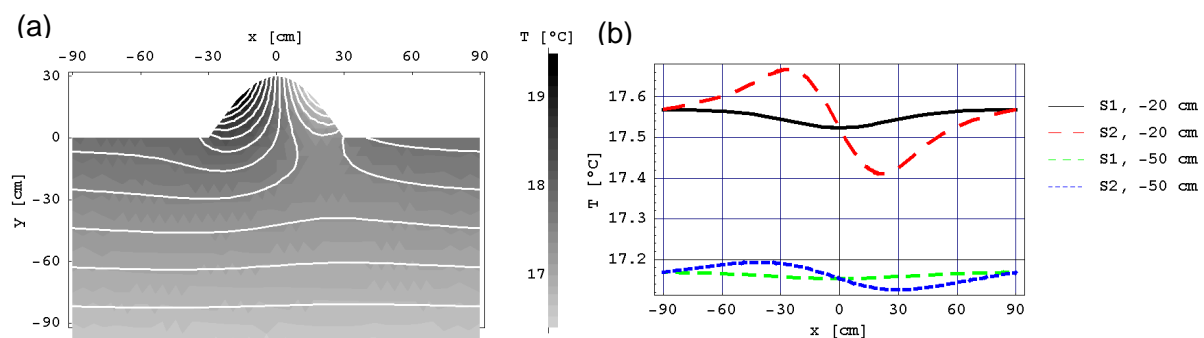 (a)
x [cm]
-90 -60 -30 0 30 60 90
y [cm]
30
0
-30
-60
-90
T [°C]
19
18
17
(b)
T [°C]
17.6
17.5
17.4
17.3
17.2
-90 -60 -30 0 30 60 90
x [cm]
S1, -20 cm
S2, -20 cm
S1, -50 cm
S2, -50 cm